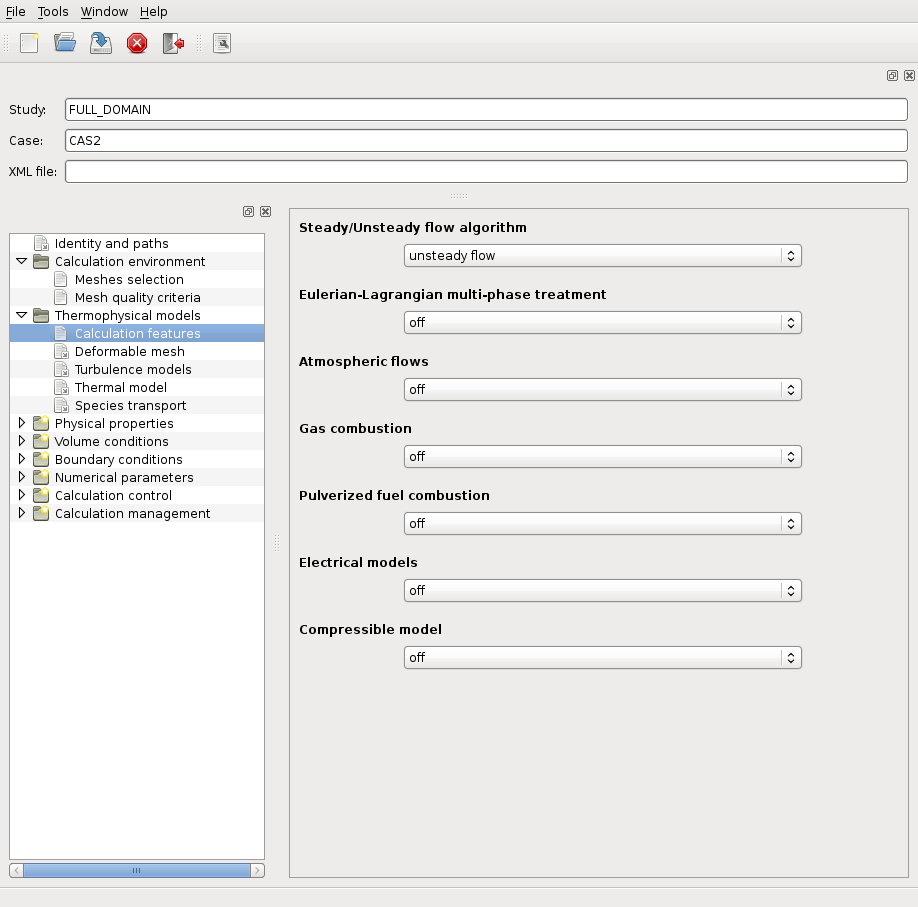 File Tools Window Help
Study: FULL_DOMAIN
Case: CAS2
XML file:
Identity and paths
Calculation environment
Meshes selection
Mesh quality criteria
Thermophysical models
Calculation features
Deformable mesh
Turbulence models
Thermal model
Species transport
Physical properties
Volume conditions
Boundary conditions
Numerical parameters
Calculation control
Calculation management
Steady/Unsteady flow algorithm
unsteady flow
Eulerian-Lagrangian multi-phase treatment
off
Atmospheric flows
off
Gas combustion
off
Pulverized fuel combustion
off
Electrical models
off
Compressible model
off